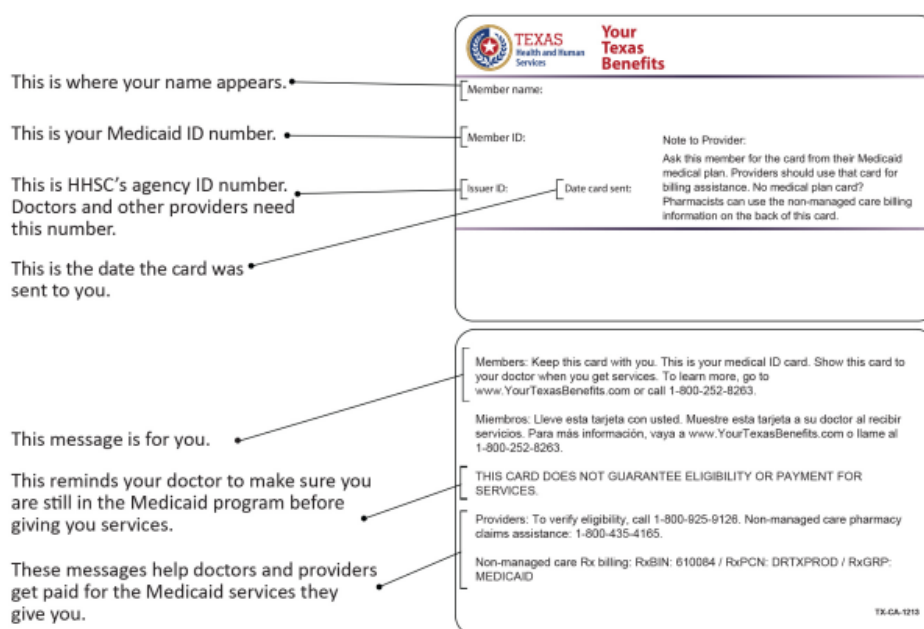 TEXAS
Health and Human
Services
Your
Texas
Benefits
This is where your name appears.
Member name:
This is your Medicaid ID number.
Member ID:
This is HHSC's agency ID number.
Doctors and other providers need
this number.
Issuer ID:
Date card sent:
Note to Provider:
Ask this member for the card from their Medicaid
medical plan. Providers should use that card for
billing assistance. No medical plan card?
Pharmacists can use the non-managed care billing
information on the back of this card.
This is the date the card was
sent to you.
Members: Keep this card with you. This is your medical ID card. Show this card to
your doctor when you get services. To learn more, go to
www.YourTexasBenefits.com or call 1-800-252-8263.
Miembros: Lleve esta tarjeta con usted. Muestre esta tarjeta a su doctor al recibir
servicios. Para más información, vaya a www.YourTexasBenefits.com o llame al
1-800-252-8263.
This message is for you.
This reminds your doctor to make sure you
are still in the Medicaid program before
giving you services.
THIS CARD DOES NOT GUARANTEE ELIGIBILITY OR PAYMENT FOR
SERVICES.
These messages help doctors and providers
get paid for the Medicaid services they
give you.
Providers: To verify eligibility, call 1-800-925-9126. Non-managed care pharmacy
claims assistance: 1-800-435-4165.
Non-managed care Rx billing: RxBIN: 610084 / RxPCN: DRTXPROD / RxGRP:
MEDICAID
TX-CA-1213